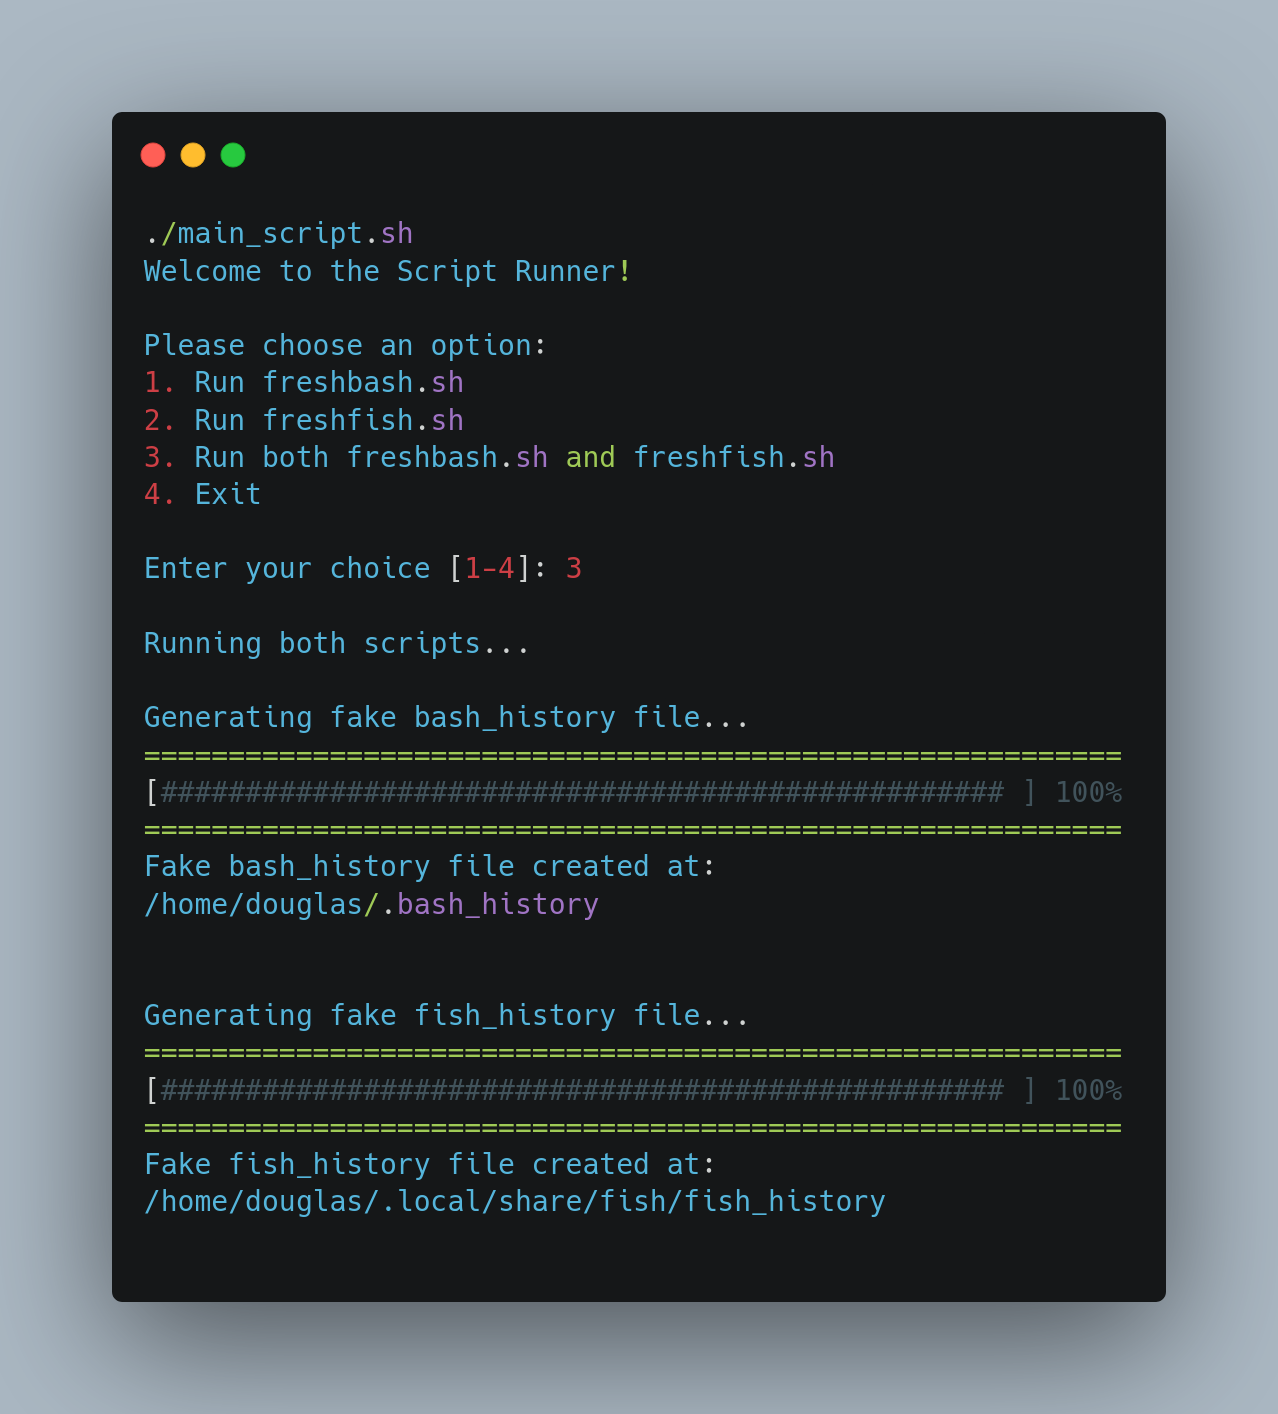 ./main_script.sh
Welcome to the Script Runner!
Please choose an option:
1. Run freshbash.sh
2. Run freshfish.sh
3. Run both freshbash.sh and freshfish.sh
4. Exit
Enter your choice [1-4]: 3
Running both scripts...
Generating fake bash_history file...
==========================================================
[################################################## ] 100%
==========================================================
Fake bash_history file created at:
/home/douglas/.bash_history
Generating fake fish_history file...
==========================================================
[################################################## ] 100%
==========================================================
Fake fish_history file created at:
/home/douglas/.local/share/fish/fish_history